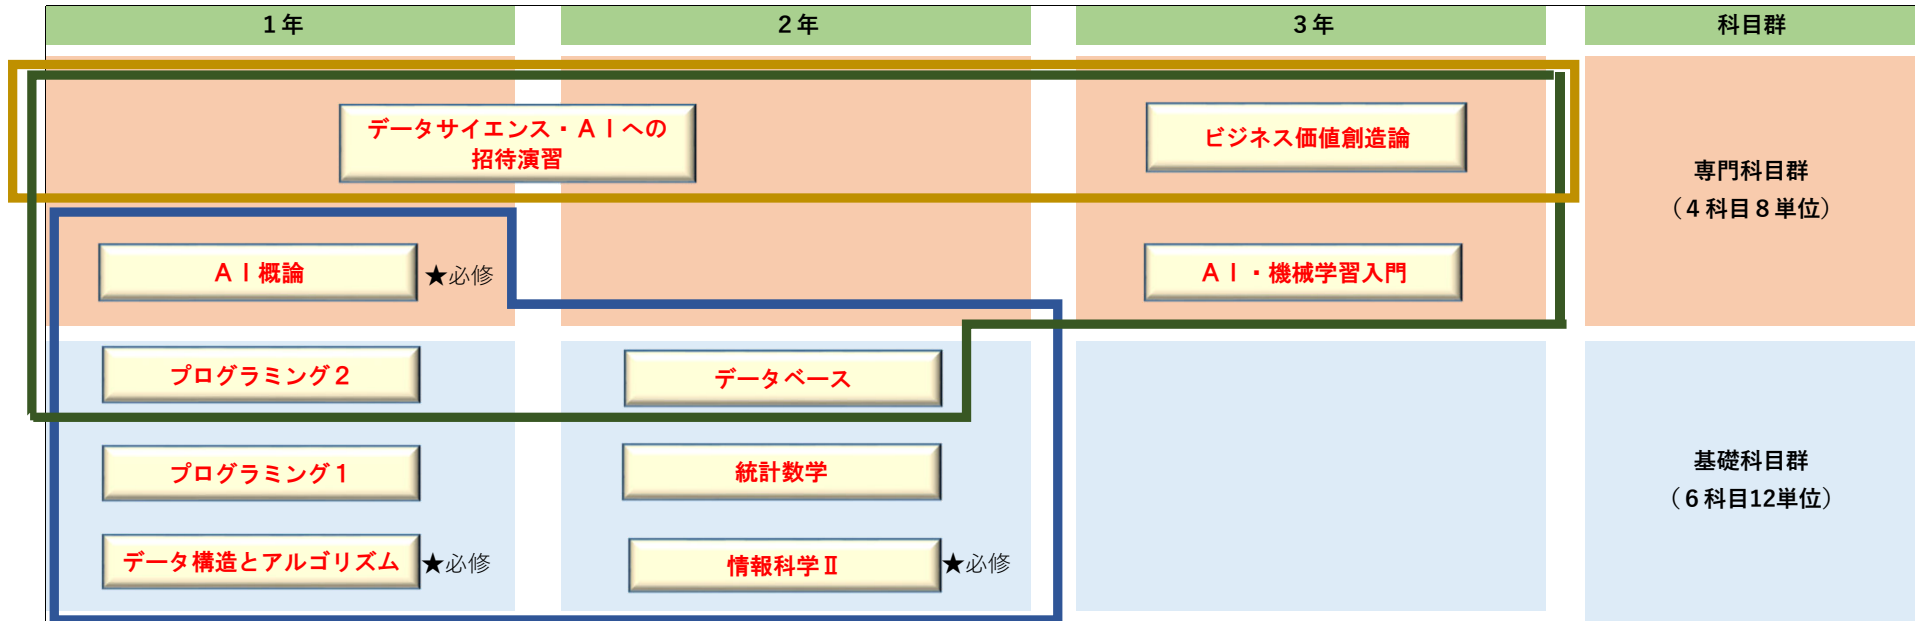 1年
2年
3年
科目群
データサイエンス・AIへの
招待演習
ビジネス価値創造論
専門科目群
（4科目8単位）
AI概論
★必修
AI・機械学習入門
プログラミング2
データベース
プログラミング1
統計数学
基礎科目群
（6科目12単位）
データ構造とアルゴリズム
★必修
情報科学Ⅱ
★必修